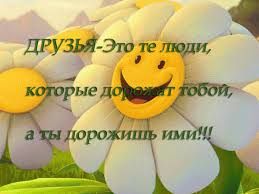 ДРУЗЬЯ-Это те люди,
которые дорожат тобой,
а ты дорожишь ими!!!